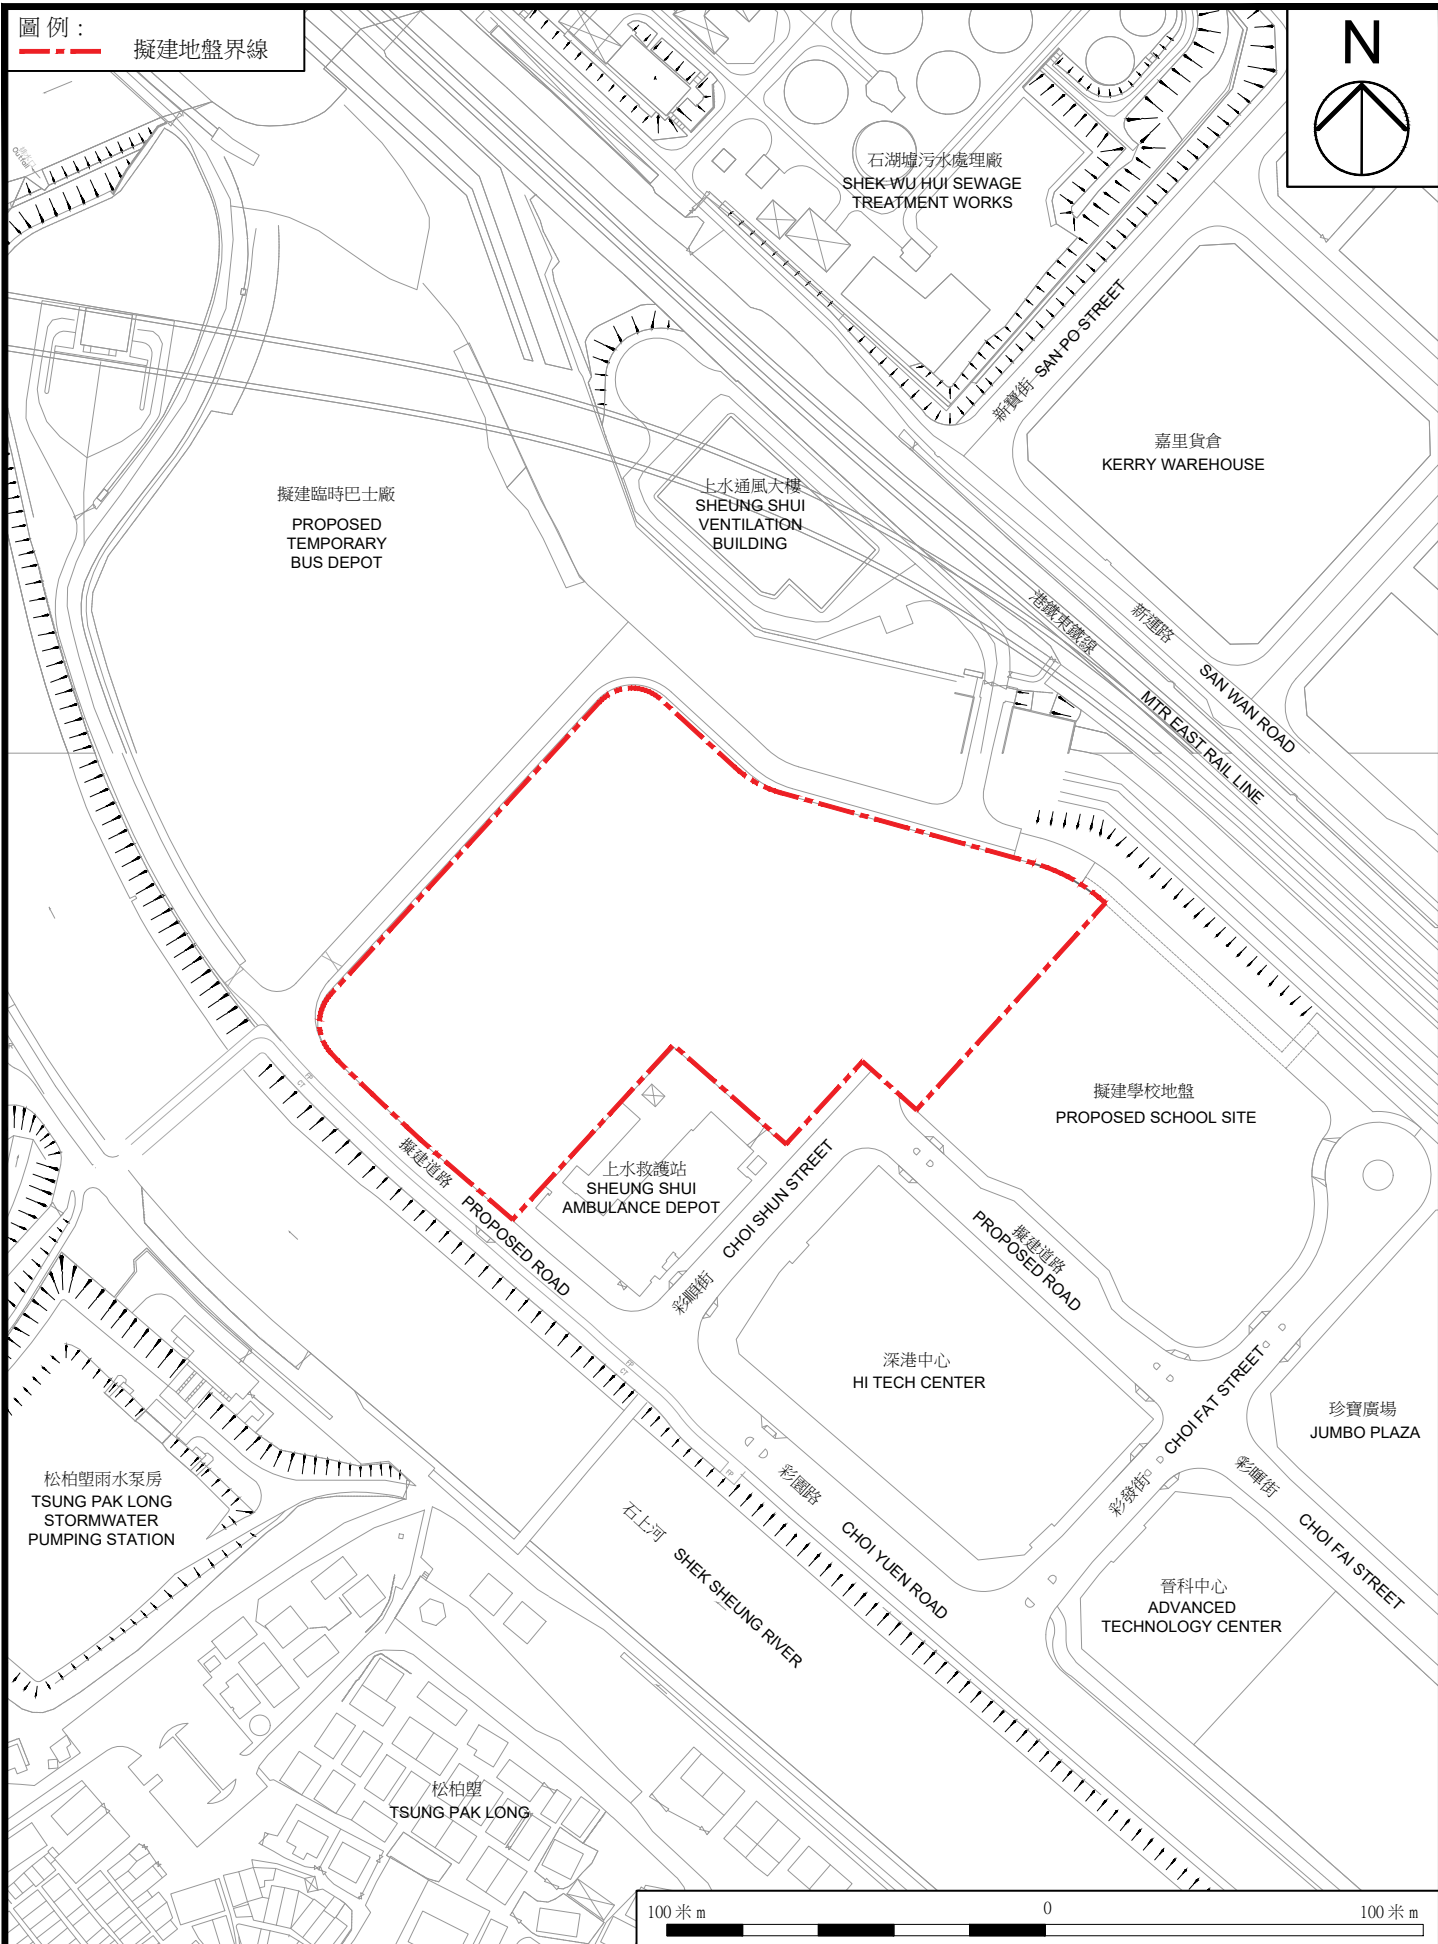 圖例：
擬建地盤界線
N
石湖墟污水處理廠
SHEK WU HUI SEWAGE
TREATMENT WORKS
新寶街 SAN PO STREET
嘉里貨倉
KERRY WAREHOUSE
擬建臨時巴士廠
PROPOSED
TEMPORARY
BUS DEPOT
上水通風大樓
SHEUNG SHUI
VENTILATION
BUILDING
港鐵東鐵線
MTR EAST RAIL LINE
新運路
SAN WAN ROAD
擬建學校地盤
PROPOSED SCHOOL SITE
擬建道路
PROPOSED ROAD
上水救護站
SHEUNG SHUI
AMBULANCE DEPOT
彩順街
CHOI SHUN STREET
擬建道路
PROPOSED ROAD
深港中心
HI TECH CENTER
彩發街
CHOI FAT STREET
珍寶廣場
JUMBO PLAZA
彩暉街
CHOI FAI STREET
松柏塱雨水泵房
TSUNG PAK LONG
STORMWATER
PUMPING STATION
彩園路
CHOI YUEN ROAD
石上河
SHEK SHEUNG RIVER
晉科中心
ADVANCED
TECHNOLOGY CENTER
松柏塱
TSUNG PAK LONG
100 米 m
0
100 米 m